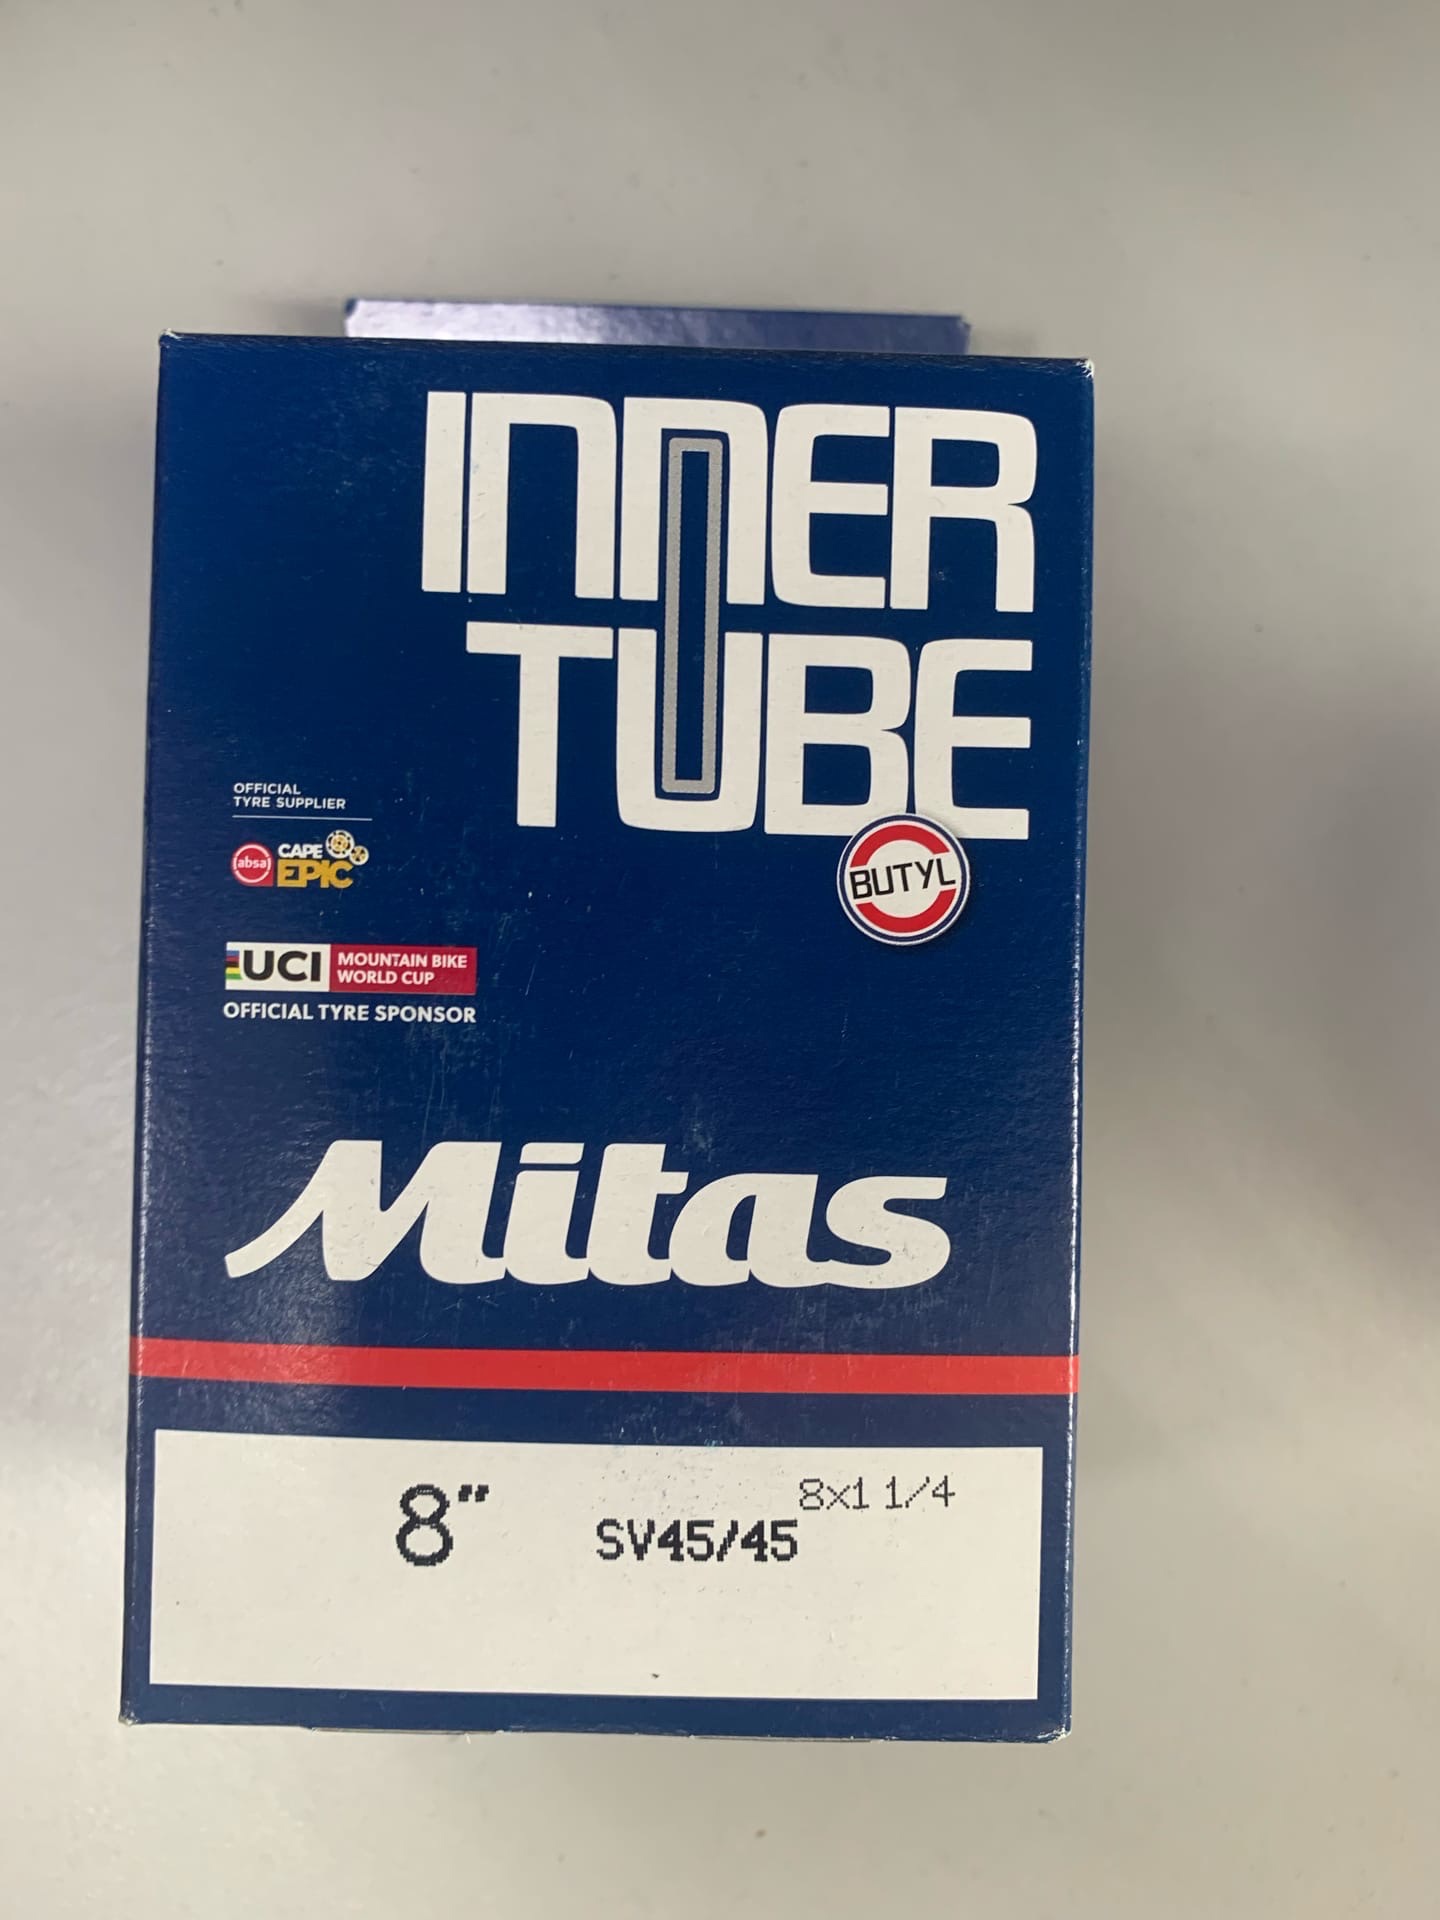 INNER
TUBE
BUTYL
OFFICIAL
TYRE SUPPLIER
absa
CAPE
EPIC
UCI
MOUNTAIN BIKE
WORLD CUP
OFFICIAL TYRE SPONSOR
Mitas
8" SV45/45 8x1 1/4